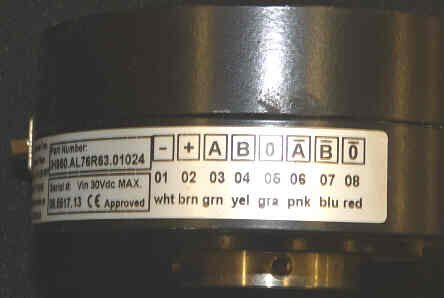 Part Number:
H960.AL76R63.01024
Serial #: Vin 30Vdc MAX.
CE Approved
- + A B 0 A̅ B̅ 0̅
01 02 03 04 05 06 07 08
wht brn grn yel gra pnk blu red